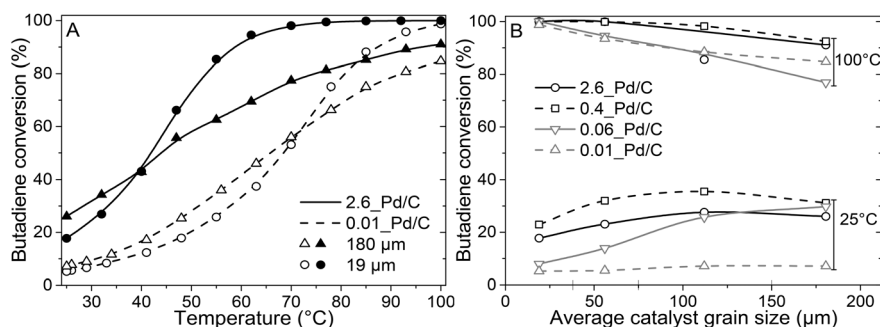 A
Butadiene conversion (%)
100
80
60
40
20
0
30 40 50 60 70 80 90 100
Temperature (°C)
2.6_Pd/C
0.01_Pd/C
180 µm
19 µm
B
Butadiene conversion (%)
100
80
60
40
20
0
0 50 100 150 200
Average catalyst grain size (µm)
100°C
2.6_Pd/C
0.4_Pd/C
0.06_Pd/C
0.01_Pd/C
25°C